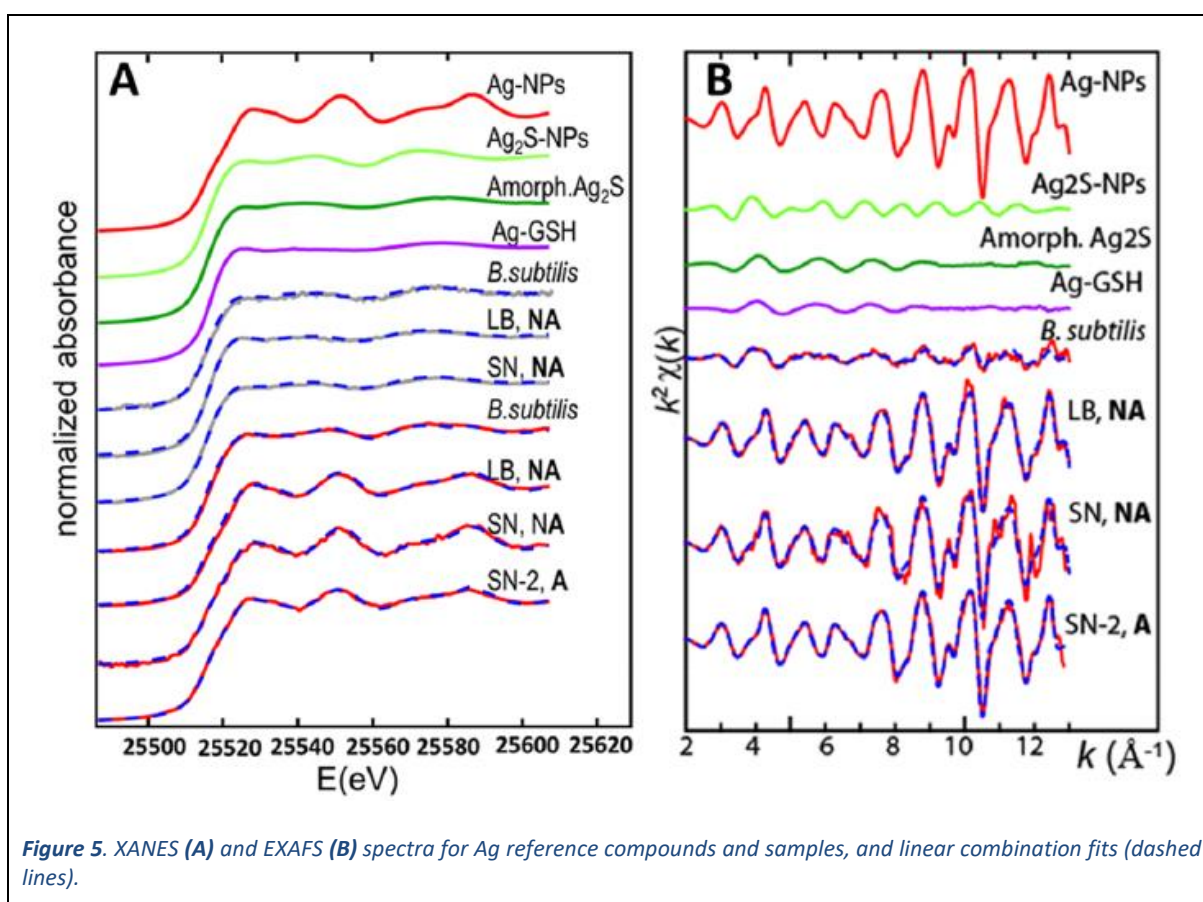 A
Ag-NPs
Ag₂S-NPs
Amorph.Ag₂S
Ag-GSH
B.subtilis
LB, NA
SN, NA
B.subtilis
LB, NA
SN, NA
SN-2, A
normalized absorbance
25500 25520 25540 25560 25580 25600 25620
E(eV)
B
Ag-NPs
Ag2S-NPs
Amorph. Ag2S
Ag-GSH
B. subtilis
LB, NA
SN, NA
SN-2, A
k² χ(k)
2 4 6 8 10 12
k (Å⁻¹)
Figure 5. XANES (A) and EXAFS (B) spectra for Ag reference compounds and samples, and linear combination fits (dashed
lines).